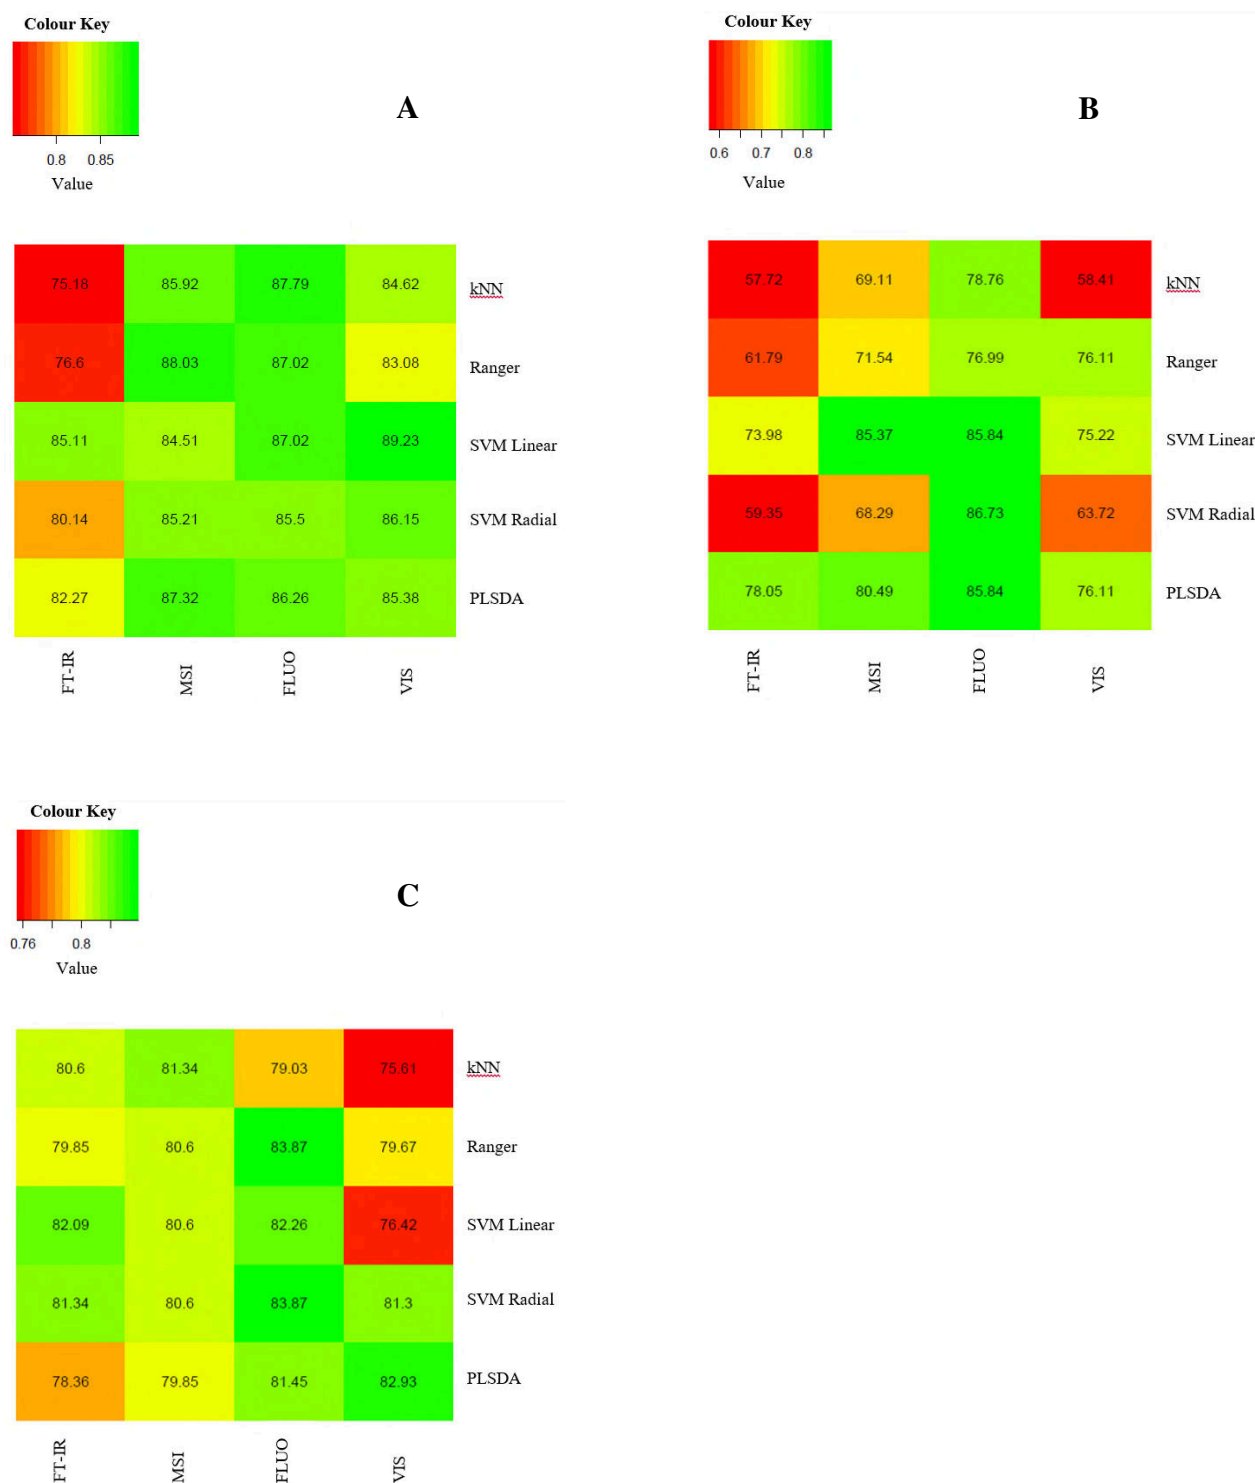 Colour Key
0.8 0.85
Value
A
75.18 85.92 87.79 84.62 kNN
76.6 88.03 87.02 83.08 Ranger
85.11 84.51 87.02 89.23 SVM Linear
80.14 85.21 85.5 86.15 SVM Radial
82.27 87.32 86.26 85.38 PLSDA
FT-IR MSI FLUO VIS
Colour Key
0.6 0.7 0.8
Value
B
57.72 69.11 78.76 58.41 kNN
61.79 71.54 76.99 76.11 Ranger
73.98 85.37 85.84 75.22 SVM Linear
59.35 68.29 86.73 63.72 SVM Radial
78.05 80.49 85.84 76.11 PLSDA
FT-IR MSI FLUO VIS
Colour Key
0.76 0.8
Value
C
80.6 81.34 79.03 75.61 kNN
79.85 80.6 83.87 79.67 Ranger
82.09 80.6 82.26 76.42 SVM Linear
81.34 80.6 83.87 81.3 SVM Radial
78.36 79.85 81.45 82.93 PLSDA
FT-IR MSI FLUO VIS